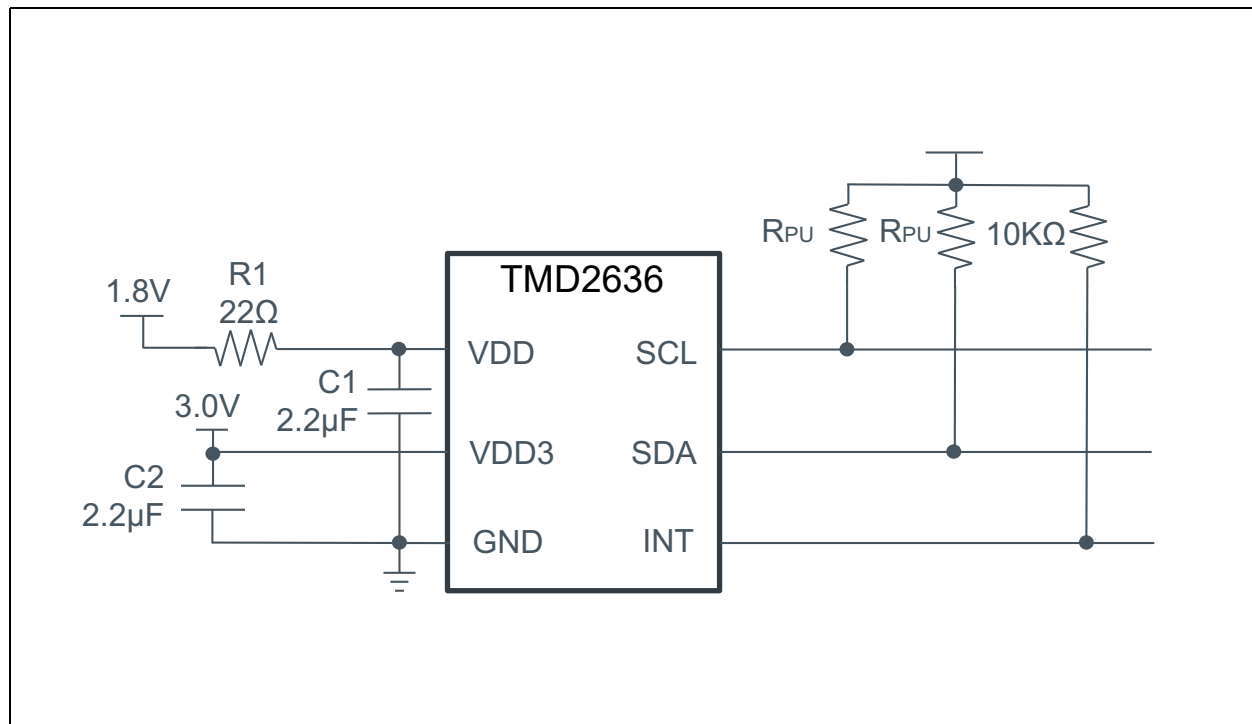 TMD2636
1.8V
R1
22Ω
VDD
C1
2.2µF
3.0V
VDD3
C2
2.2µF
GND
SCL
SDA
INT
RPU
RPU
10KΩ